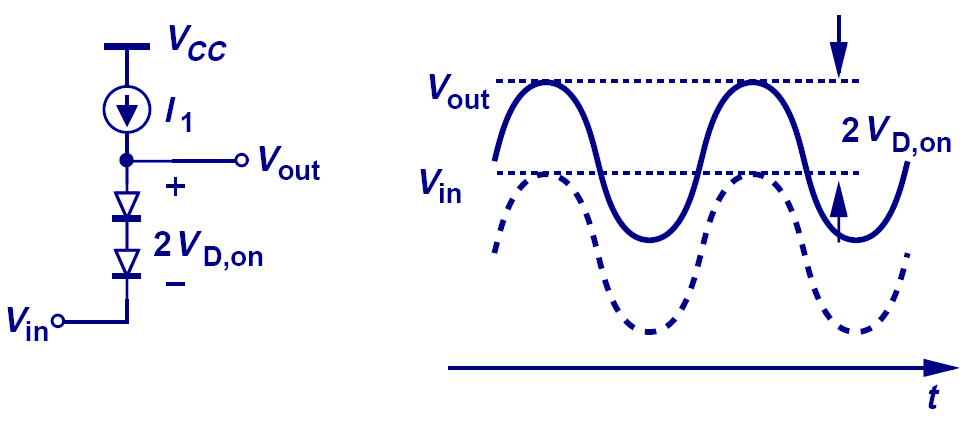 VCC
I1
Vout
+
2 VD,on
−
Vin
Vout
Vin
2 VD,on
t